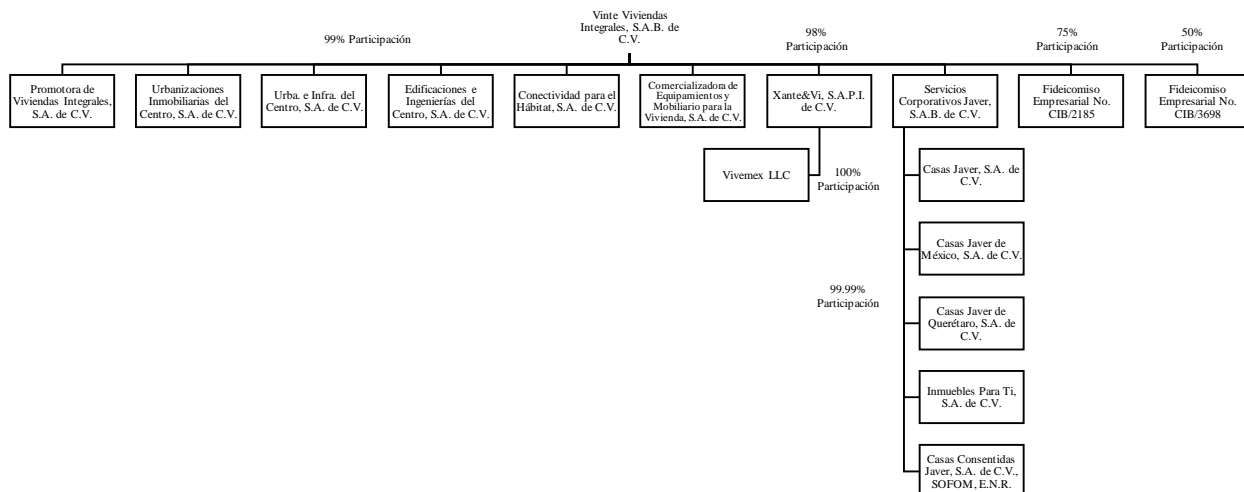 Vinte Viviendas
Integrales, S.A.B. de
C.V.
99% Participación
98%
Participación
75%
Participación
50%
Participación
Promotora de
Viviendas Integrales,
S.A. de C.V.
Urbanizaciones
Inmobiliarias del
Centro, S.A. de C.V.
Urba. e Infra. del
Centro, S.A. de C.V.
Edificaciones e
Ingenierías del
Centro, S.A. de C.V.
Conectividad para el
Hábitat, S.A. de C.V.
Comercializadora de
Equipamientos y
Mobiliario para la
Vivienda, S.A. de C.V.
Xante&Vi, S.A.P.I.
de C.V.
Servicios
Corporativos Javer,
S.A.B. de C.V.
Fideicomiso
Empresarial No.
CIB/2185
Fideicomiso
Empresarial No.
CIB/3698
Vivemex LLC
100%
Participación
Casas Javer, S.A. de
C.V.
Casas Javer de
México, S.A. de C.V.
99.99%
Participación
Casas Javer de
Querétaro, S.A. de
C.V.
Inmuebles Para Ti,
S.A. de C.V.
Casas Consentidas
Javer, S.A. de C.V.,
SOFOM, E.N.R.